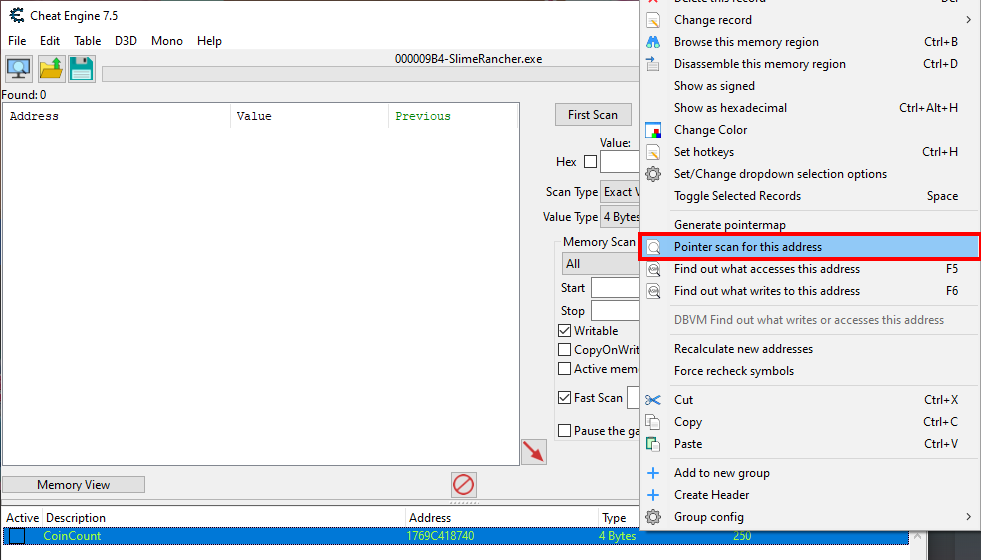 Cheat Engine 7.5
File Edit Table D3D Mono Help
000009B4-SlimeRancher.exe
Found: 0
Address Value Previous
First Scan
Value:
Hex
Scan Type Exact
Value Type 4 Bytes
Memory Scan
All
Start
Stop
Writable
CopyOnWrit
Active mem
Fast Scan
Pause the ga
Memory View
Active Description Address Type
CoinCount 1769C418740 4 Bytes 250
Delete this record Del
Change record
Browse this memory region Ctrl+B
Disassemble this memory region Ctrl+D
Show as signed
Show as hexadecimal Ctrl+Alt+H
Change Color
Set hotkeys Ctrl+H
Set/Change dropdown selection options
Toggle Selected Records Space
Generate pointermap
Pointer scan for this address
Find out what accesses this address F5
Find out what writes to this address F6
DBVM Find out what writes or accesses this address
Recalculate new addresses
Force recheck symbols
Cut Ctrl+X
Copy Ctrl+C
Paste Ctrl+V
Add to new group
Create Header
Group config